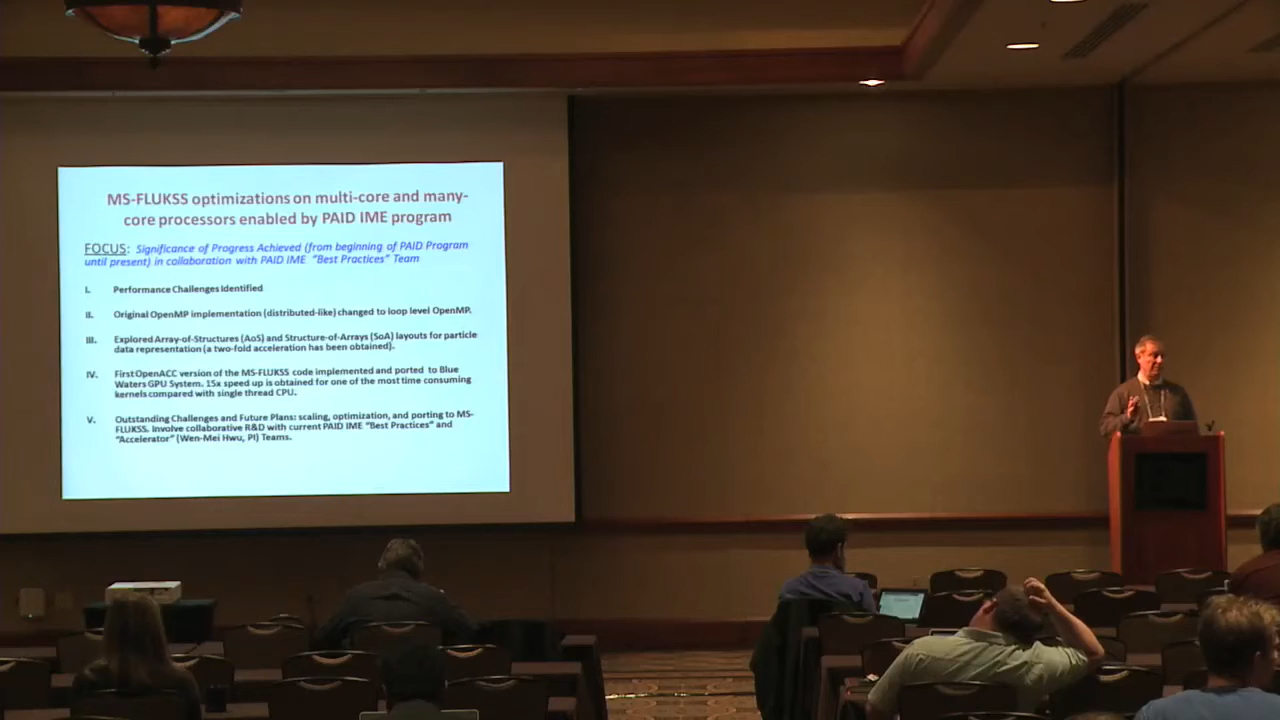 MS-FLUKSS optimizations on multi-core and many-
core processors enabled by PAID IME program
FOCUS: Significance of Progress Achieved (from beginning of PAID Program
until present) in collaboration with PAID IME "Best Practices" Team
I. Performance Challenges Identified
II. Original OpenMP implementation (distributed-like) changed to loop level OpenMP.
III. Explored Array-of-Structures (AoS) and Structure-of-Arrays (SoA) layouts for particle
data representation (a two-fold acceleration has been obtained).
IV. First OpenACC version of the MS-FLUKSS code implemented and ported to Blue
Waters GPU System. 15x speed up is obtained for one of the most time consuming
kernels compared with single thread CPU.
V. Outstanding Challenges and Future Plans: scaling, optimization, and porting to MS-
FLUKSS. Involve collaborative R&D with current PAID IME "Best Practices" and
"Accelerator" (Wen-Mei Hwu, PI) Teams.